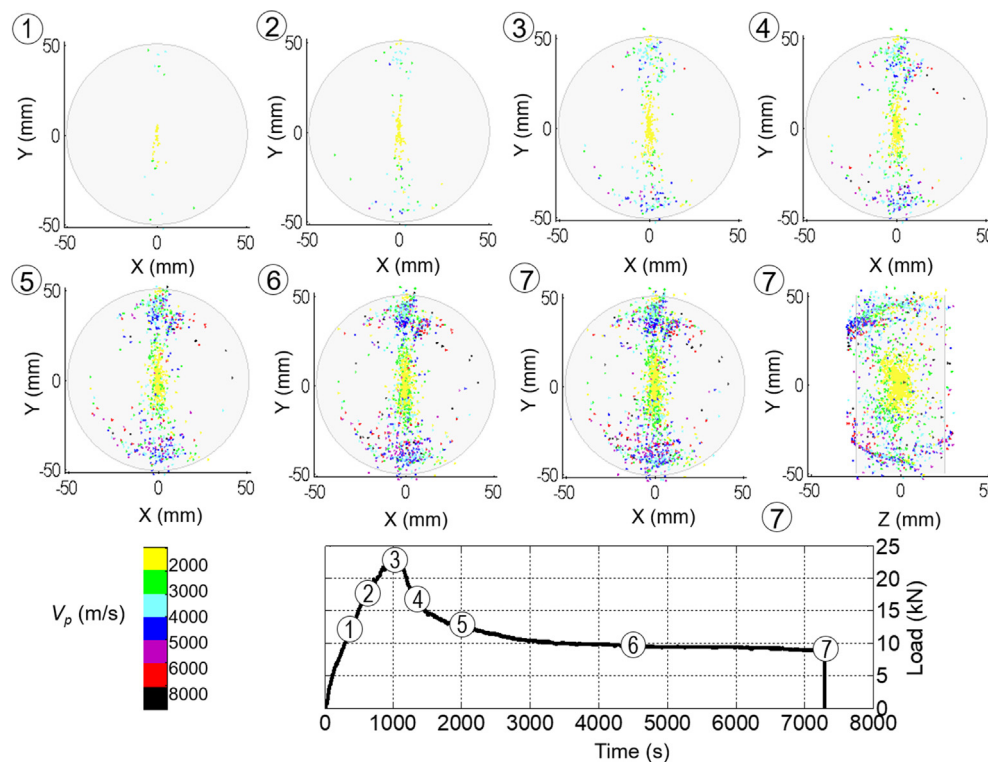 ① ② ③ ④
50 50 50 50
Y (mm) Y (mm) Y (mm) Y (mm)
0 0 0 0
-50 -50 -50 -50
-50 0 50 -50 0 50 -50 0 50 -50 0 50
X (mm) X (mm) X (mm) X (mm)
⑤ ⑥ ⑦ ⑦
50 50 50 50
Y (mm) Y (mm) Y (mm) Y (mm)
0 0 0 0
-50 -50 -50 -50
-50 0 50 -50 0 50 -50 0 50 -50 0 50
X (mm) X (mm) X (mm) Z (mm)
⑦
Vp (m/s)
2000
3000
4000
5000
6000
8000
① ② ③ ④ ⑤ ⑥ ⑦
25
20
15
10
5
0
Load (kN)
0 1000 2000 3000 4000 5000 6000 7000 8000
Time (s)